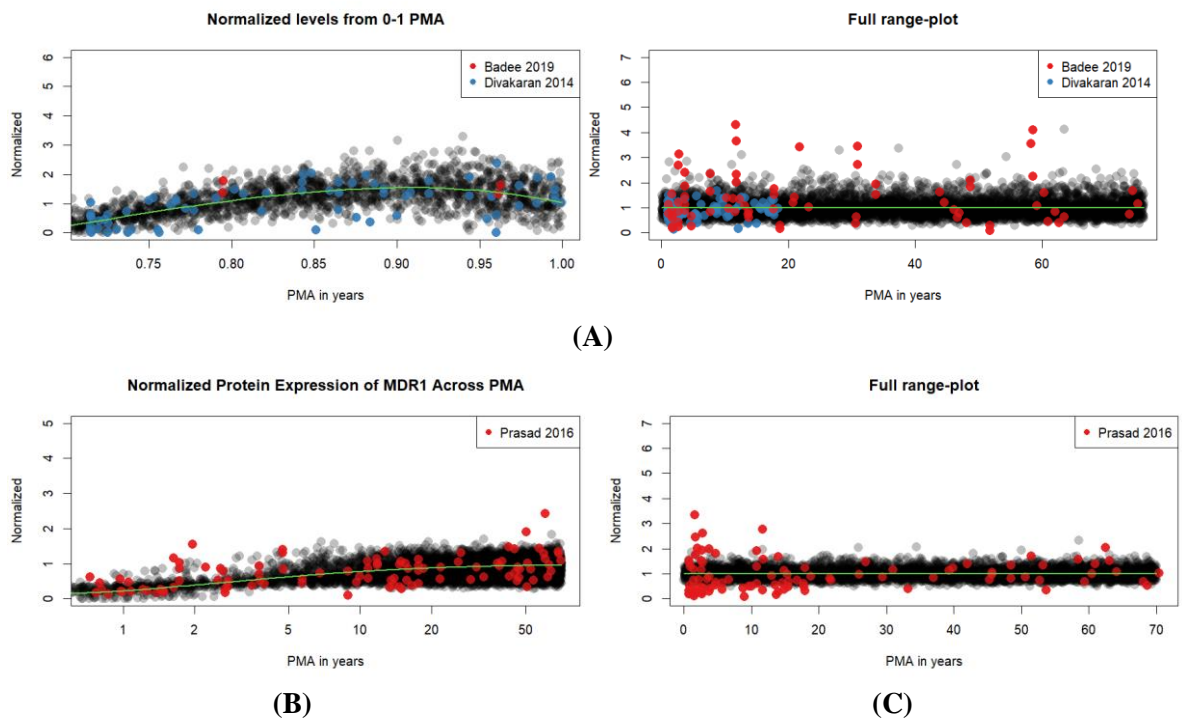 Normalized levels from 0-1 PMA
Normalized
0 1 2 3 4 5 6
Badee 2019
Divakaran 2014
0.75 0.80 0.85 0.90 0.95 1.00
PMA in years
Full range-plot
Normalized
0 1 2 3 4 5 6 7
Badee 2019
Divakaran 2014
0 20 40 60
PMA in years
(A)
Normalized Protein Expression of MDR1 Across PMA
Normalized
0 1 2 3 4 5
Prasad 2016
1 2 5 10 20 50
PMA in years
(B)
Full range-plot
Normalized
0 1 2 3 4 5 6 7
Prasad 2016
0 10 20 30 40 50 60 70
PMA in years
(C)